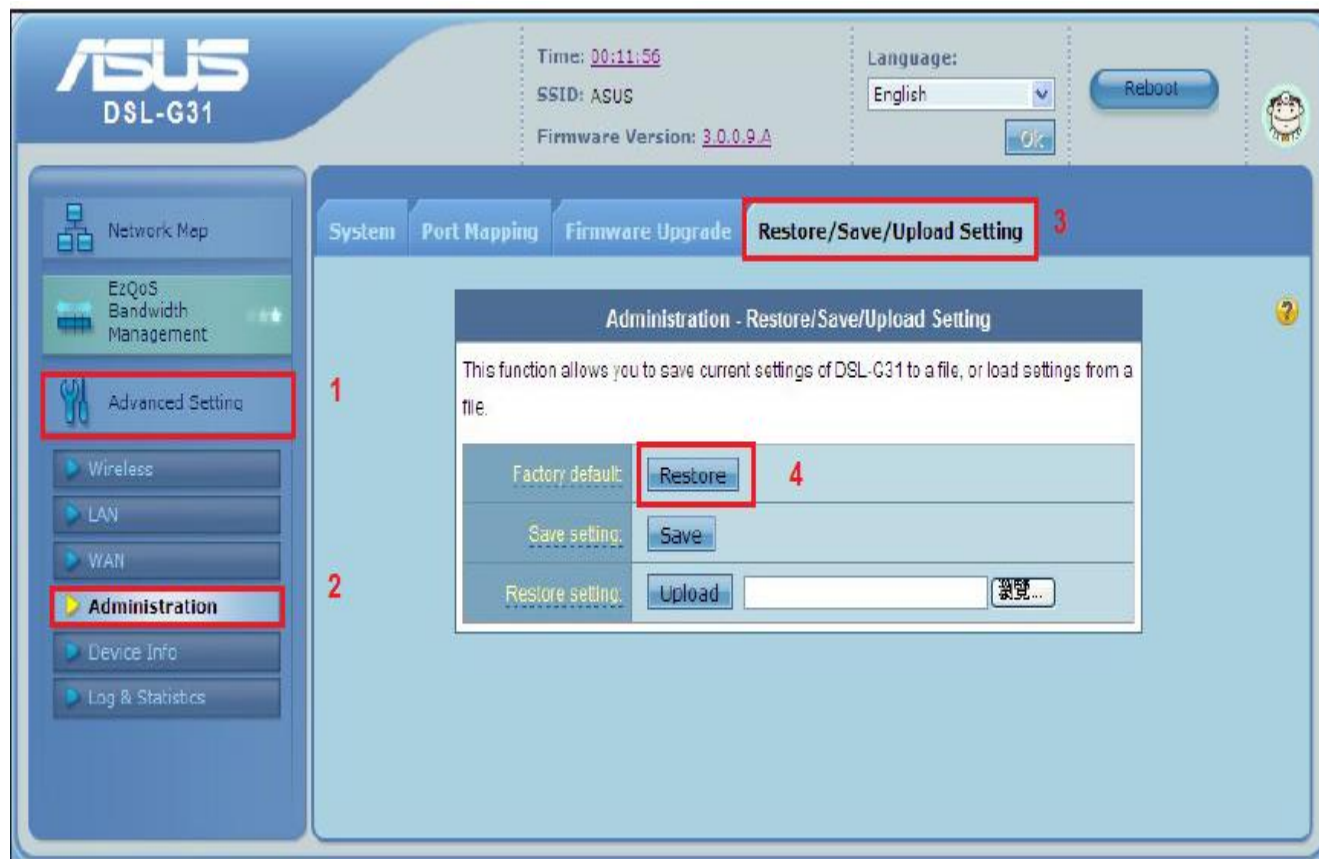 ASUS
DSL-G31
Time: 00:11:56
SSID: ASUS
Firmware Version: 3.0.0.9.A
Language:
English
Ok
Reboot
Network Map
EzQoS
Bandwidth
Management
Advanced Setting
1
Wireless
LAN
WAN
Administration
2
Device Info
Log & Statistics
System
Port Mapping
Firmware Upgrade
Restore/Save/Upload Setting
3
Administration - Restore/Save/Upload Setting
This function allows you to save current settings of DSL-G31 to a file, or load settings from a
file.
Factory default:
Restore
4
Save setting:
Save
Restore setting:
Upload
瀏覽...
?